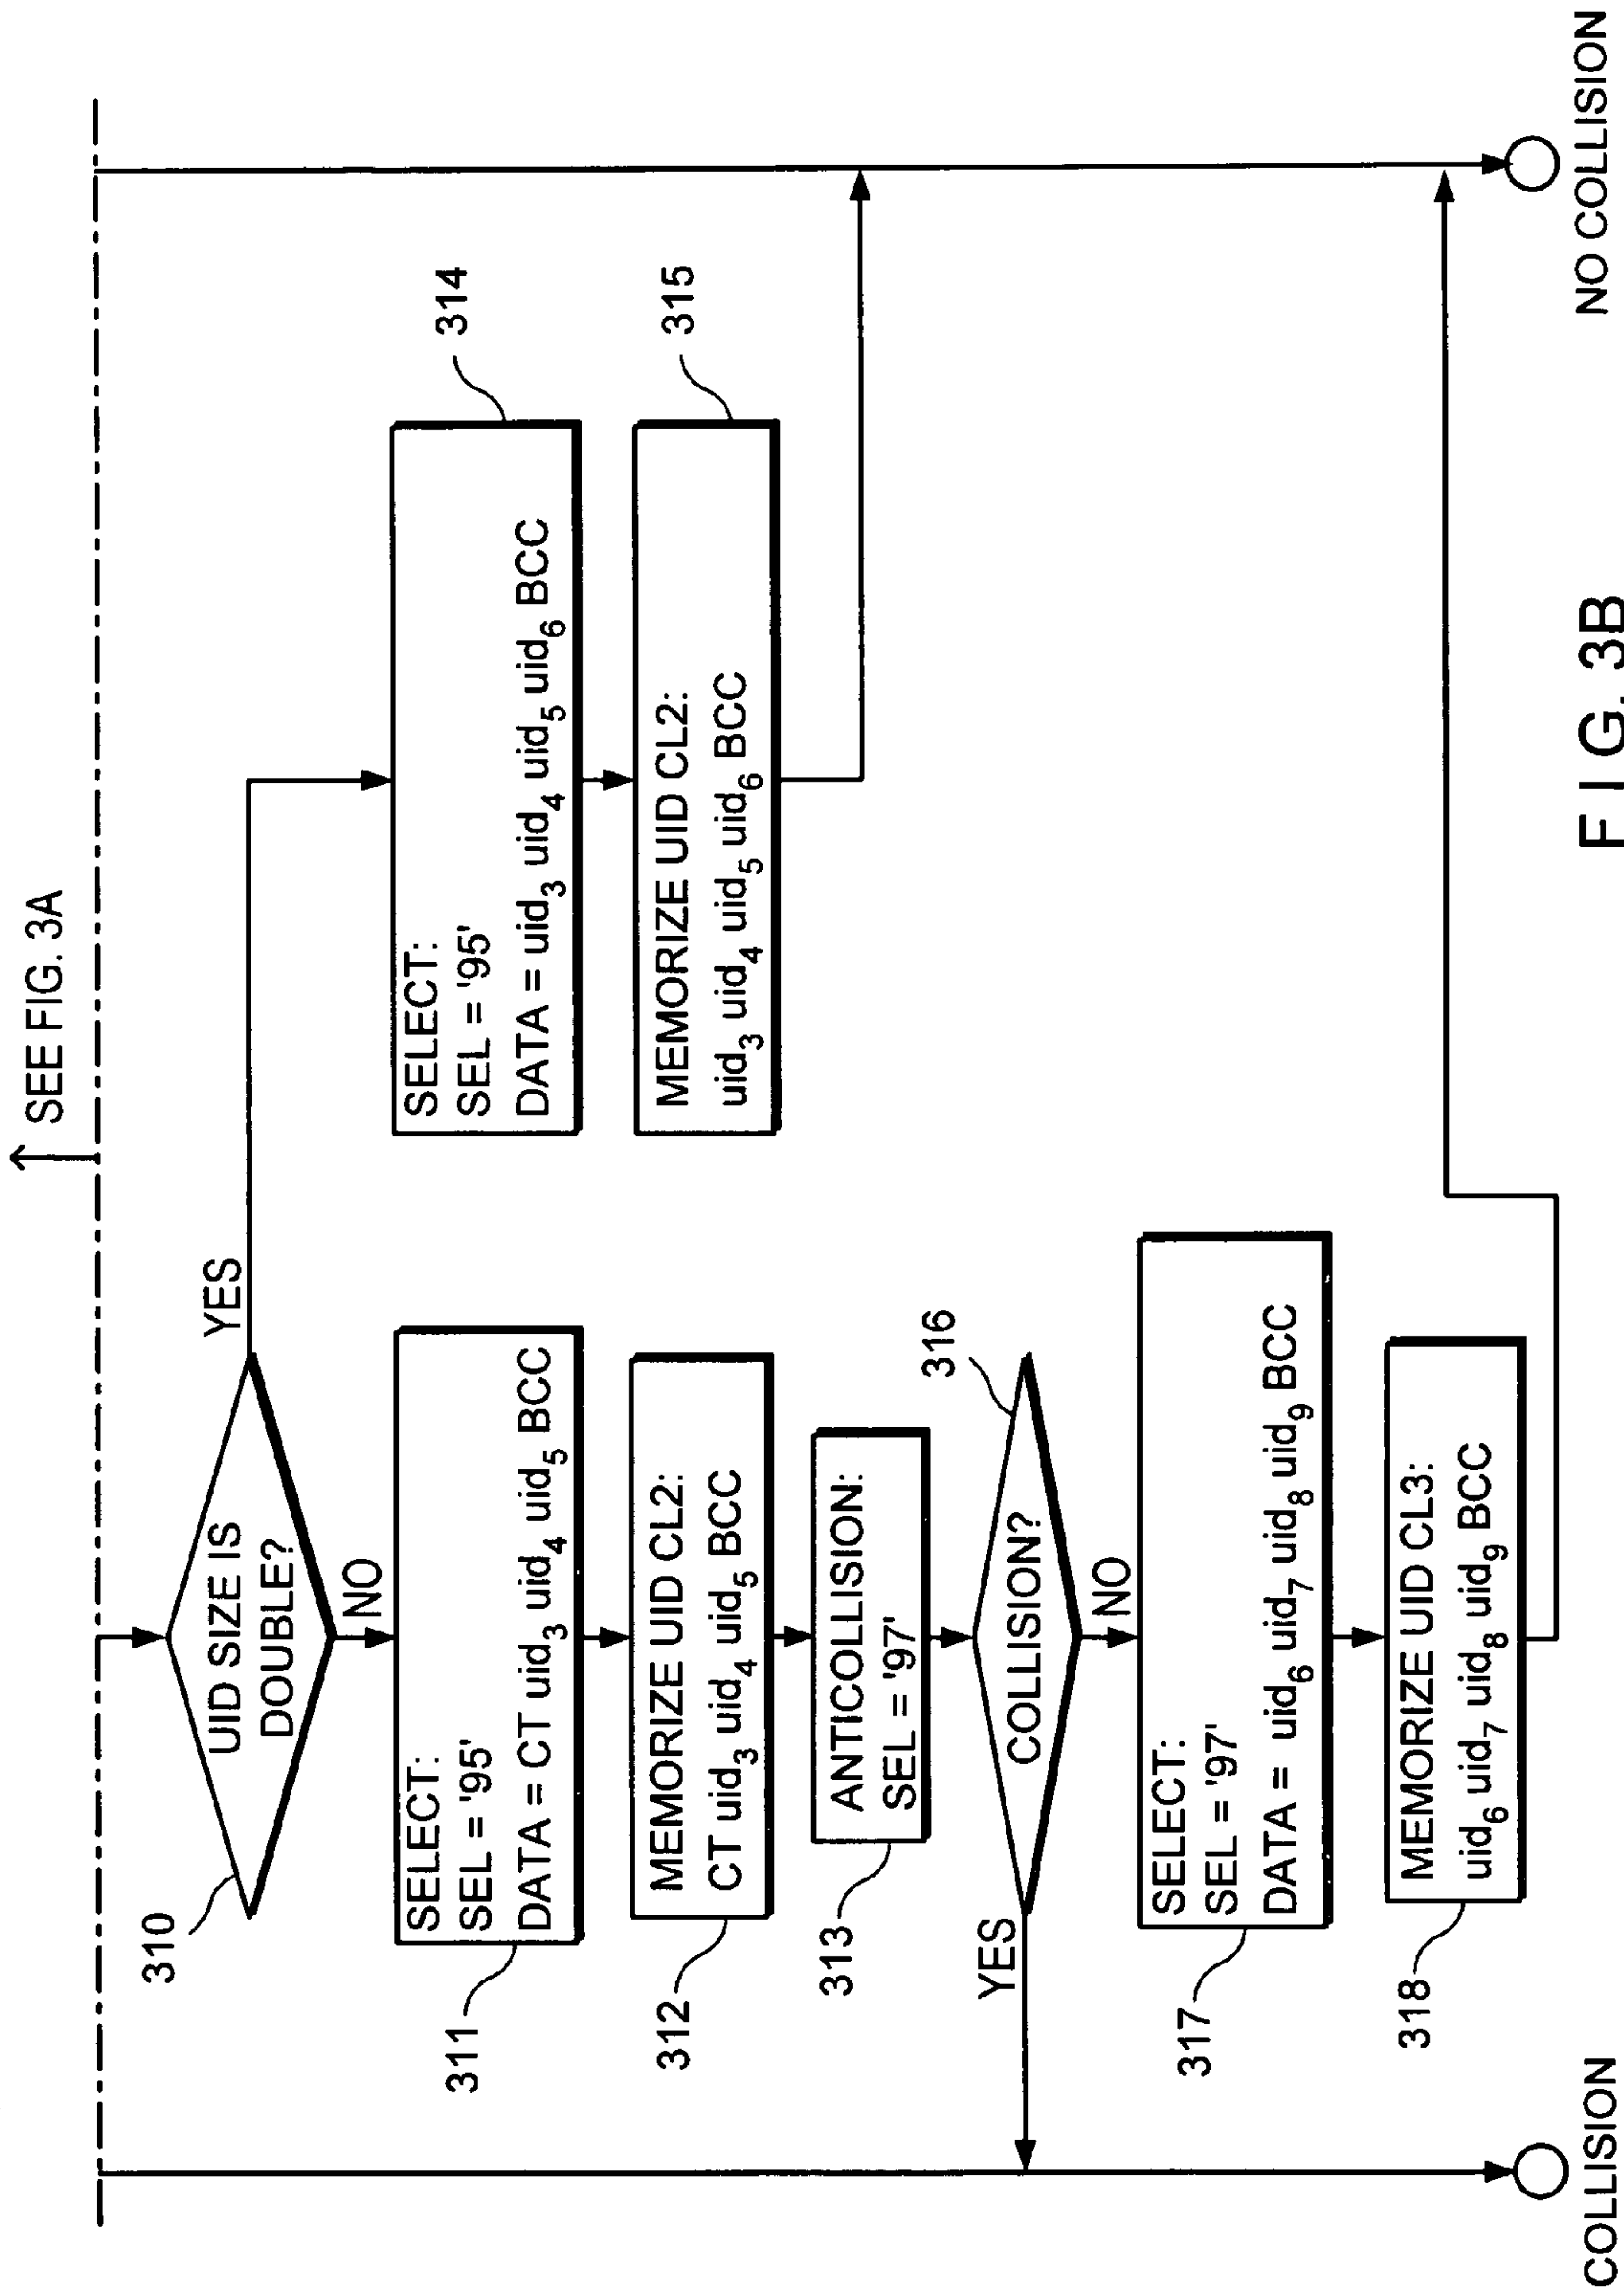 ↑ SEE FIG. 3A
310
UID SIZE IS
DOUBLE?
YES
NO
311
SELECT:
SEL = '95'
DATA = CT uid₃ uid₄ uid₅ BCC
314
SELECT:
SEL = '95'
DATA = uid₃ uid₄ uid₅ uid₆ BCC
312
MEMORIZE UID CL2:
CT uid₃ uid₄ uid₅ BCC
315
MEMORIZE UID CL2:
uid₃ uid₄ uid₅ uid₆ BCC
313
ANTICOLLISION:
SEL = '97'
316
COLLISION?
YES
NO
317
SELECT:
SEL = '97'
DATA = uid₆ uid₇ uid₈ uid₉ BCC
318
MEMORIZE UID CL3:
uid₆ uid₇ uid₈ uid₉ BCC
COLLISION
NO COLLISION
FIG. 3B